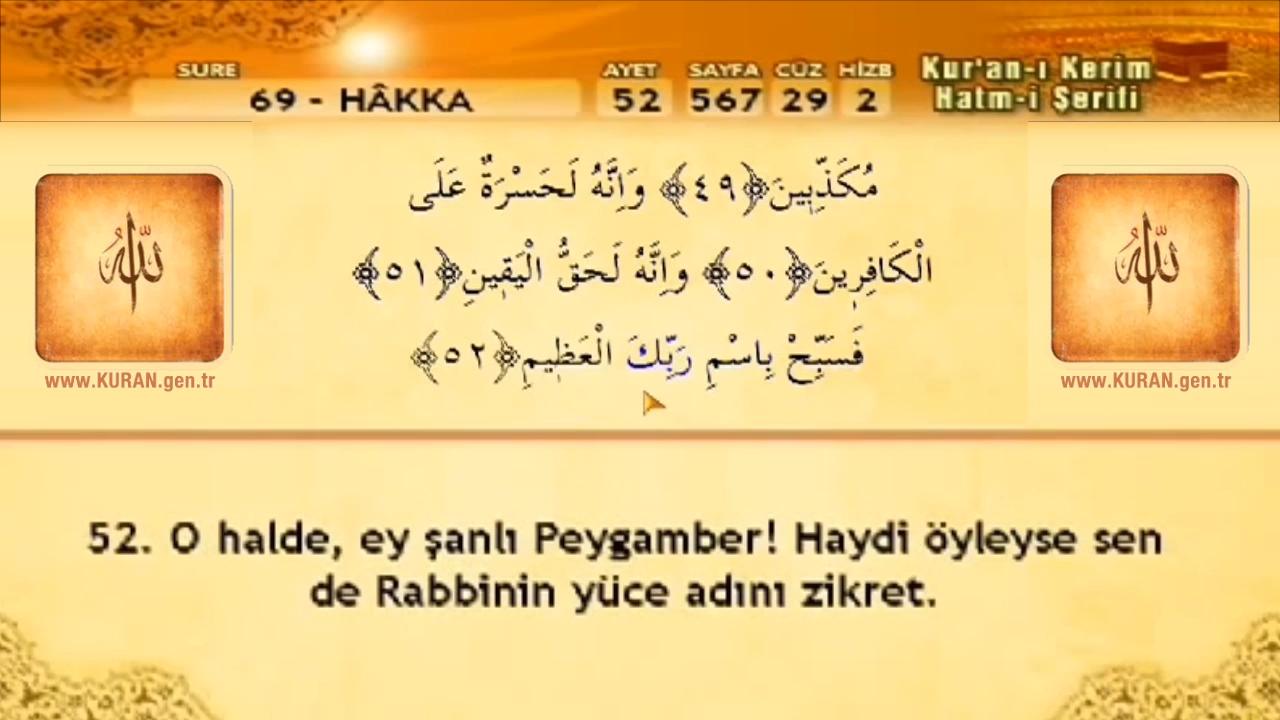 SURE AYET SAYFA CÜZ HİZB
69 - HÂKKA 52 567 29 2
Kur'an-ı Kerim
Hatm-i Şerifi
مُكَذِّبٖينَ﴿٤٩﴾ وَاِنَّهُ لَحَسْرَةٌ عَلَى
الْكَافِرٖينَ﴿٥٠﴾ وَاِنَّهُ لَحَقُّ الْيَقٖينِ﴿٥١﴾
فَسَبِّحْ بِاسْمِ رَبِّكَ الْعَظٖيمِ﴿٥٢﴾
الله
www.KURAN.gen.tr
الله
www.KURAN.gen.tr
52. O halde, ey şanlı Peygamber! Haydi öyleyse sen
de Rabbinin yüce adını zikret.